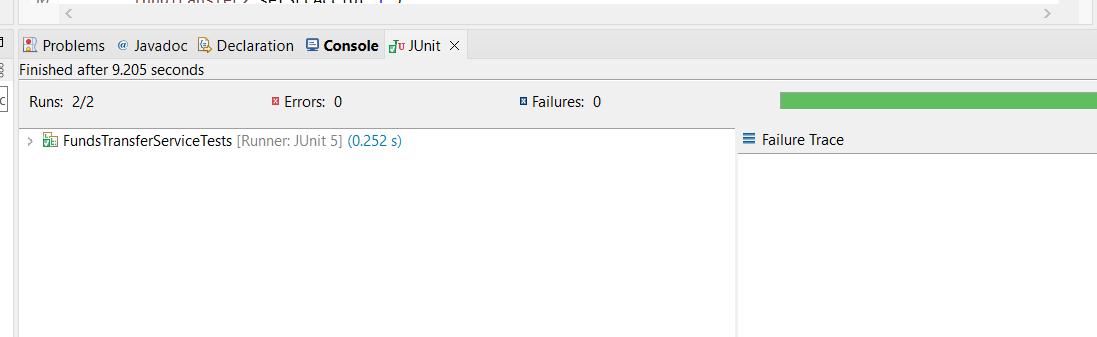 Problems @ Javadoc Declaration Console JUnit
Finished after 9.205 seconds
Runs: 2/2 Errors: 0 Failures: 0
FundsTransferServiceTests [Runner: JUnit 5] (0.252 s)
Failure Trace